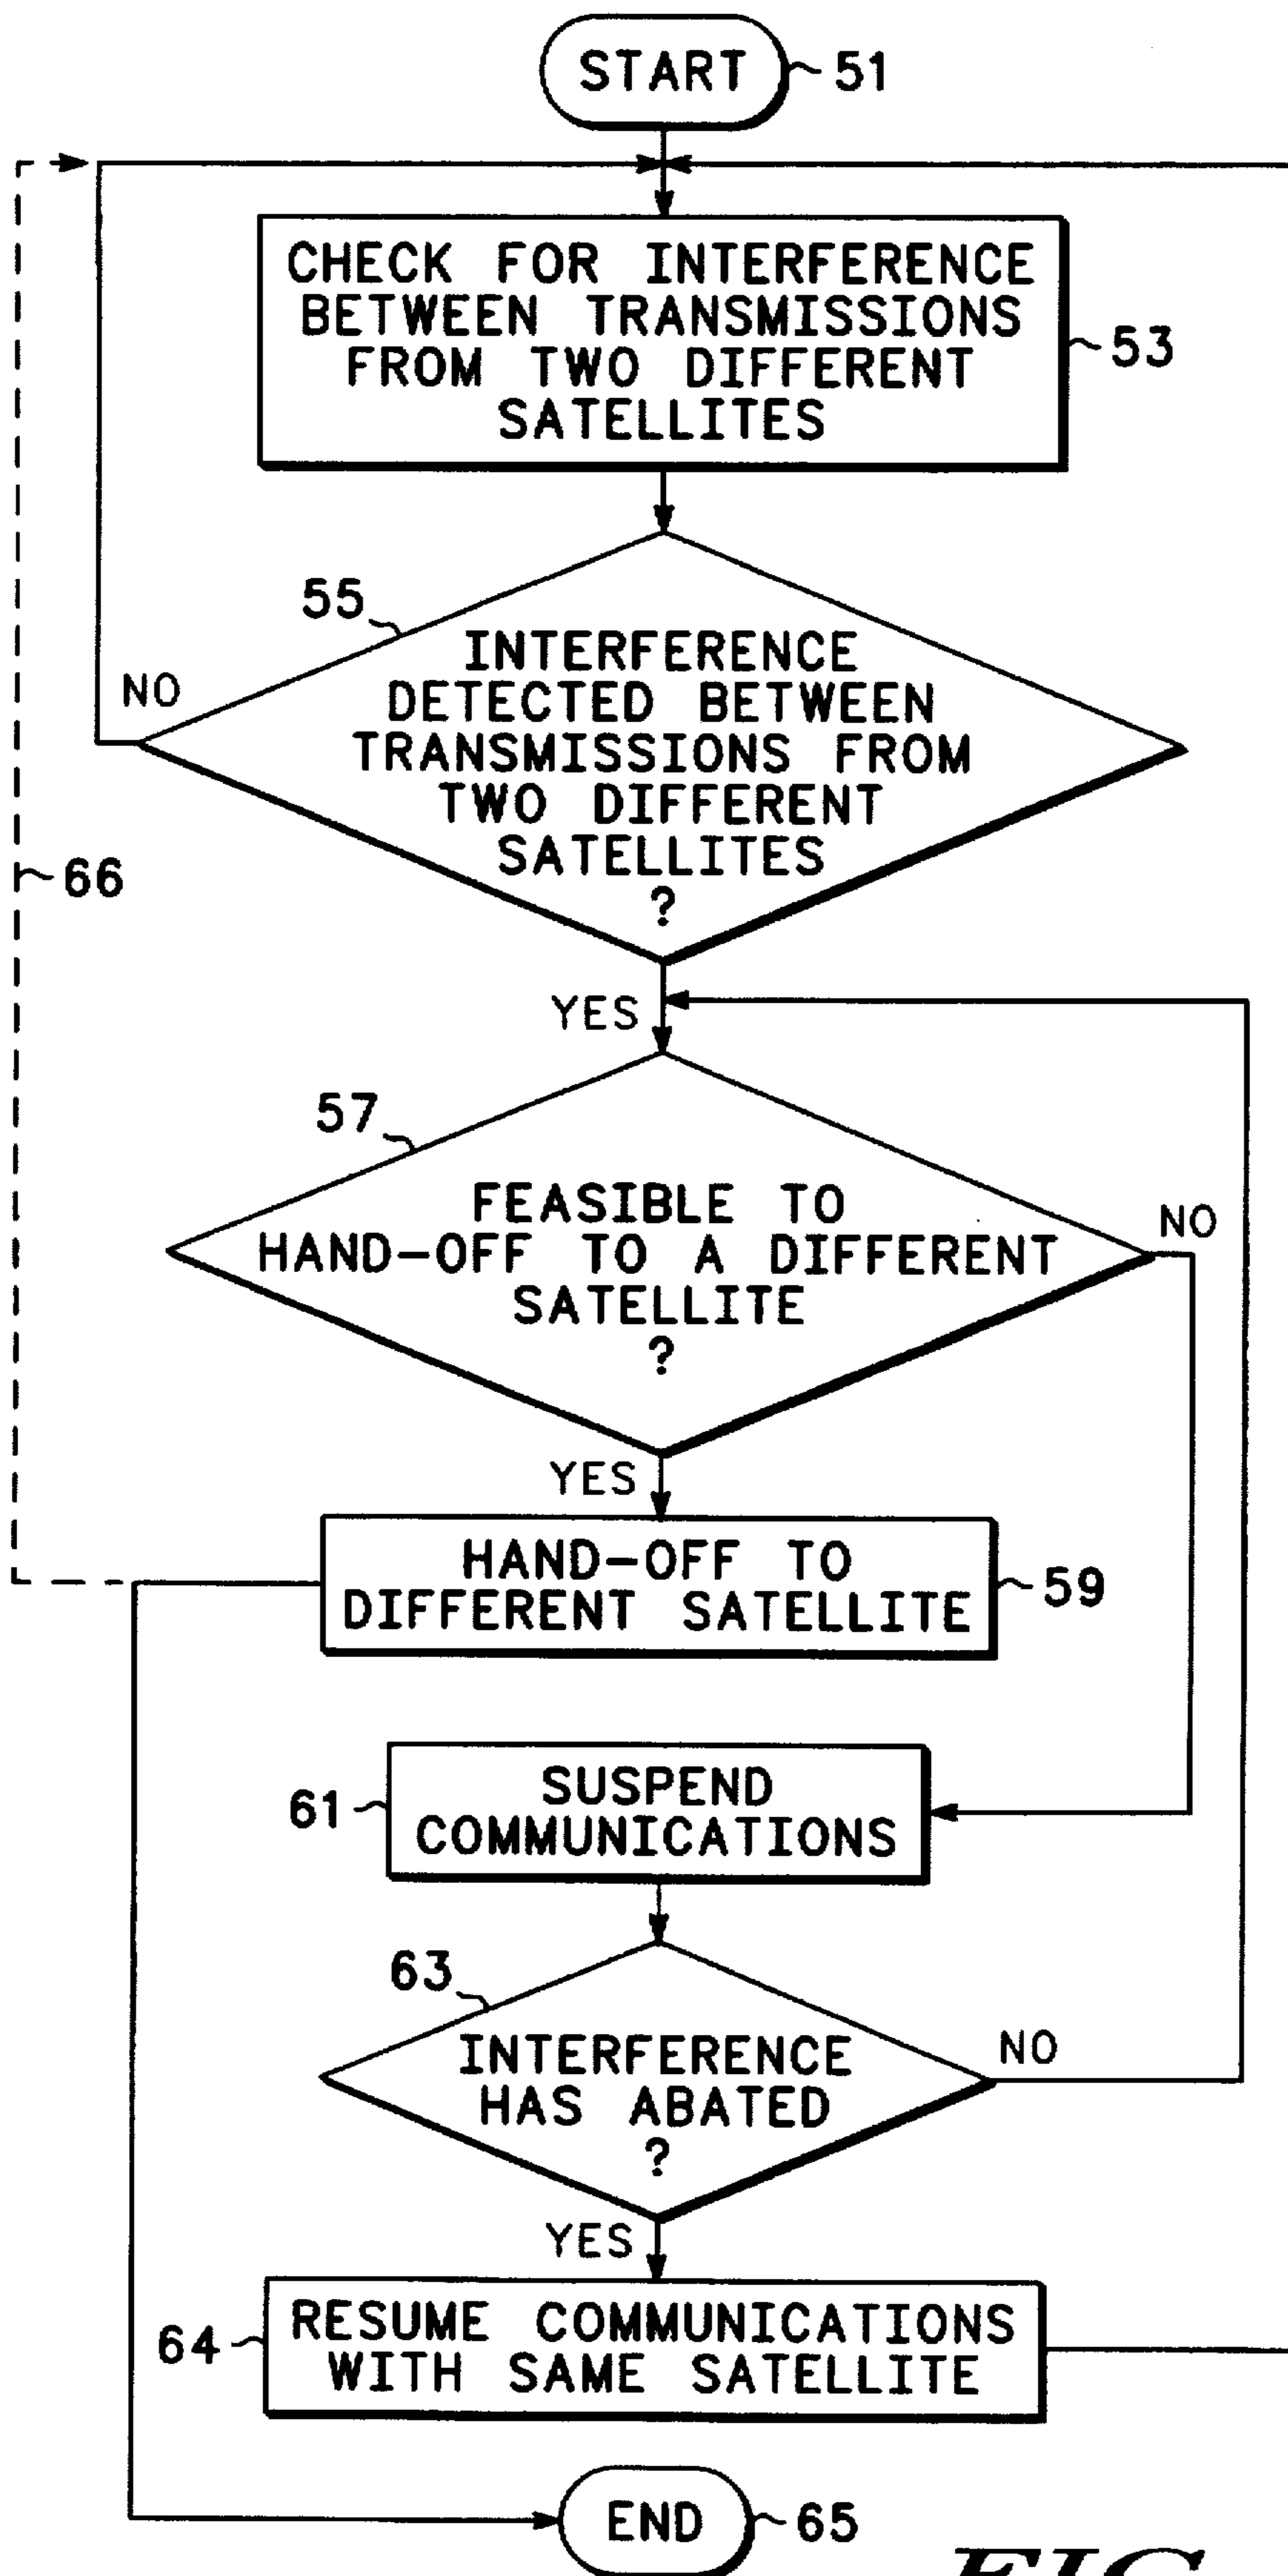 START
51
CHECK FOR INTERFERENCE
BETWEEN TRANSMISSIONS
FROM TWO DIFFERENT
SATELLITES
53
55
INTERFERENCE
DETECTED BETWEEN
TRANSMISSIONS FROM
TWO DIFFERENT
SATELLITES
?
NO
66
YES
57
FEASIBLE TO
HAND-OFF TO A DIFFERENT
SATELLITE
?
NO
YES
HAND-OFF TO
DIFFERENT SATELLITE
59
61
SUSPEND
COMMUNICATIONS
63
INTERFERENCE
HAS ABATED
?
NO
YES
64
RESUME COMMUNICATIONS
WITH SAME SATELLITE
END
65
FIG